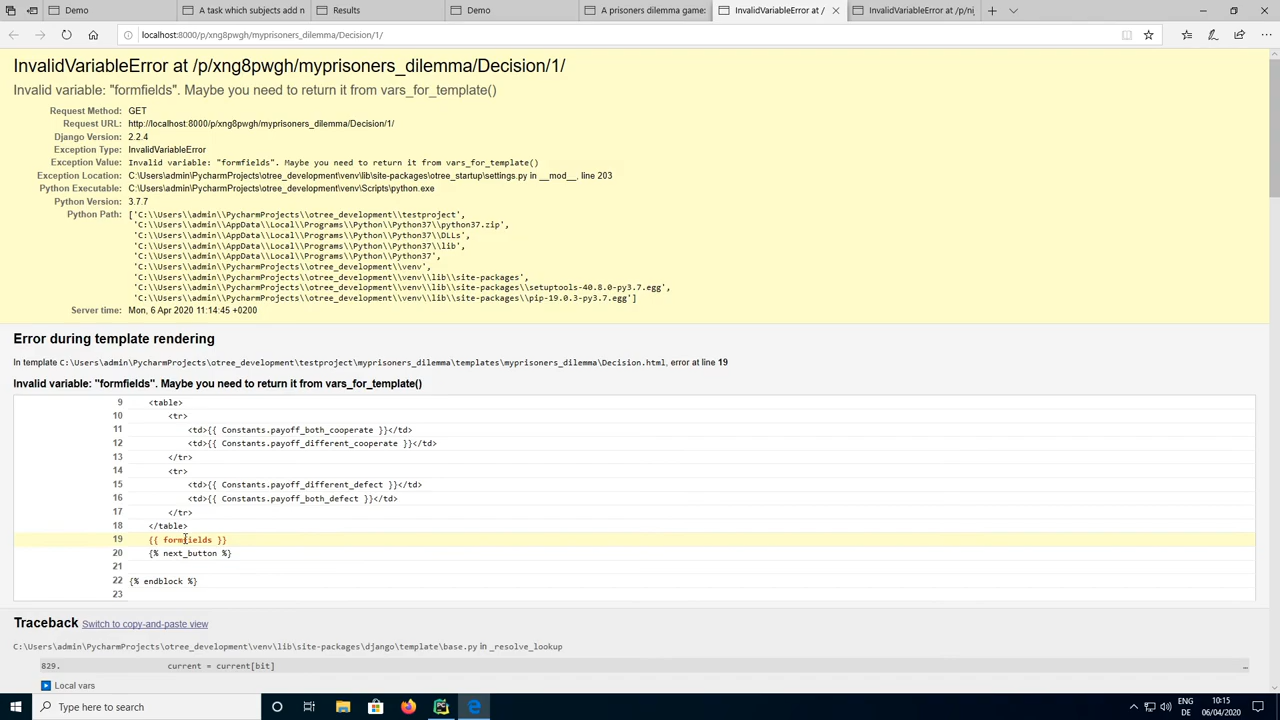 Demo
A task which subjects add n
Results
Demo
A prisoners dilemma game:
InvalidVariableError at /
InvalidVariableError at /p/nij
localhost:8000/p/xng8pwgh/myprisoners_dilemma/Decision/1/
InvalidVariableError at /p/xng8pwgh/myprisoners_dilemma/Decision/1/
Invalid variable: "formfields". Maybe you need to return it from vars_for_template()
Request Method: GET
Request URL: http://localhost:8000/p/xng8pwgh/myprisoners_dilemma/Decision/1/
Django Version: 2.2.4
Exception Type: InvalidVariableError
Exception Value: Invalid variable: "formfields". Maybe you need to return it from vars_for_template()
Exception Location: C:\Users\admin\PycharmProjects\otree_development\venv\lib\site-packages\otree_startup\settings.py in __mod__, line 203
Python Executable: C:\Users\admin\PycharmProjects\otree_development\venv\Scripts\python.exe
Python Version: 3.7.7
Python Path: ['C:\\Users\\admin\\PycharmProjects\\otree_development\\testproject',
'C:\\Users\\admin\\AppData\\Local\\Programs\\Python\\Python37\\python37.zip',
'C:\\Users\\admin\\AppData\\Local\\Programs\\Python\\Python37\\DLLs',
'C:\\Users\\admin\\AppData\\Local\\Programs\\Python\\Python37\\lib',
'C:\\Users\\admin\\AppData\\Local\\Programs\\Python\\Python37',
'C:\\Users\\admin\\PycharmProjects\\otree_development\\venv',
'C:\\Users\\admin\\PycharmProjects\\otree_development\\venv\\lib\\site-packages',
'C:\\Users\\admin\\PycharmProjects\\otree_development\\venv\\lib\\site-packages\\setuptools-40.8.0-py3.7.egg',
'C:\\Users\\admin\\PycharmProjects\\otree_development\\venv\\lib\\site-packages\\pip-19.0.3-py3.7.egg']
Server time: Mon, 6 Apr 2020 11:14:45 +0200
Error during template rendering
In template C:\Users\admin\PycharmProjects\otree_development\testproject\myprisoners_dilemma\templates\myprisoners_dilemma\Decision.html, error at line 19
Invalid variable: "formfields". Maybe you need to return it from vars_for_template()
9 <table>
10 <tr>
11 <td>{{ Constants.payoff_both_cooperate }}</td>
12 <td>{{ Constants.payoff_different_cooperate }}</td>
13 </tr>
14 <tr>
15 <td>{{ Constants.payoff_different_defect }}</td>
16 <td>{{ Constants.payoff_both_defect }}</td>
17 </tr>
18 </table>
19 {{ formfields }}
20 {% next_button %}
21
22 {% endblock %}
23
Traceback Switch to copy-and-paste view
C:\Users\admin\PycharmProjects\otree_development\venv\lib\site-packages\django\template\base.py in _resolve_lookup
829. current = current[bit] …
Local vars
Type here to search
ENG
DE
10:15
06/04/2020